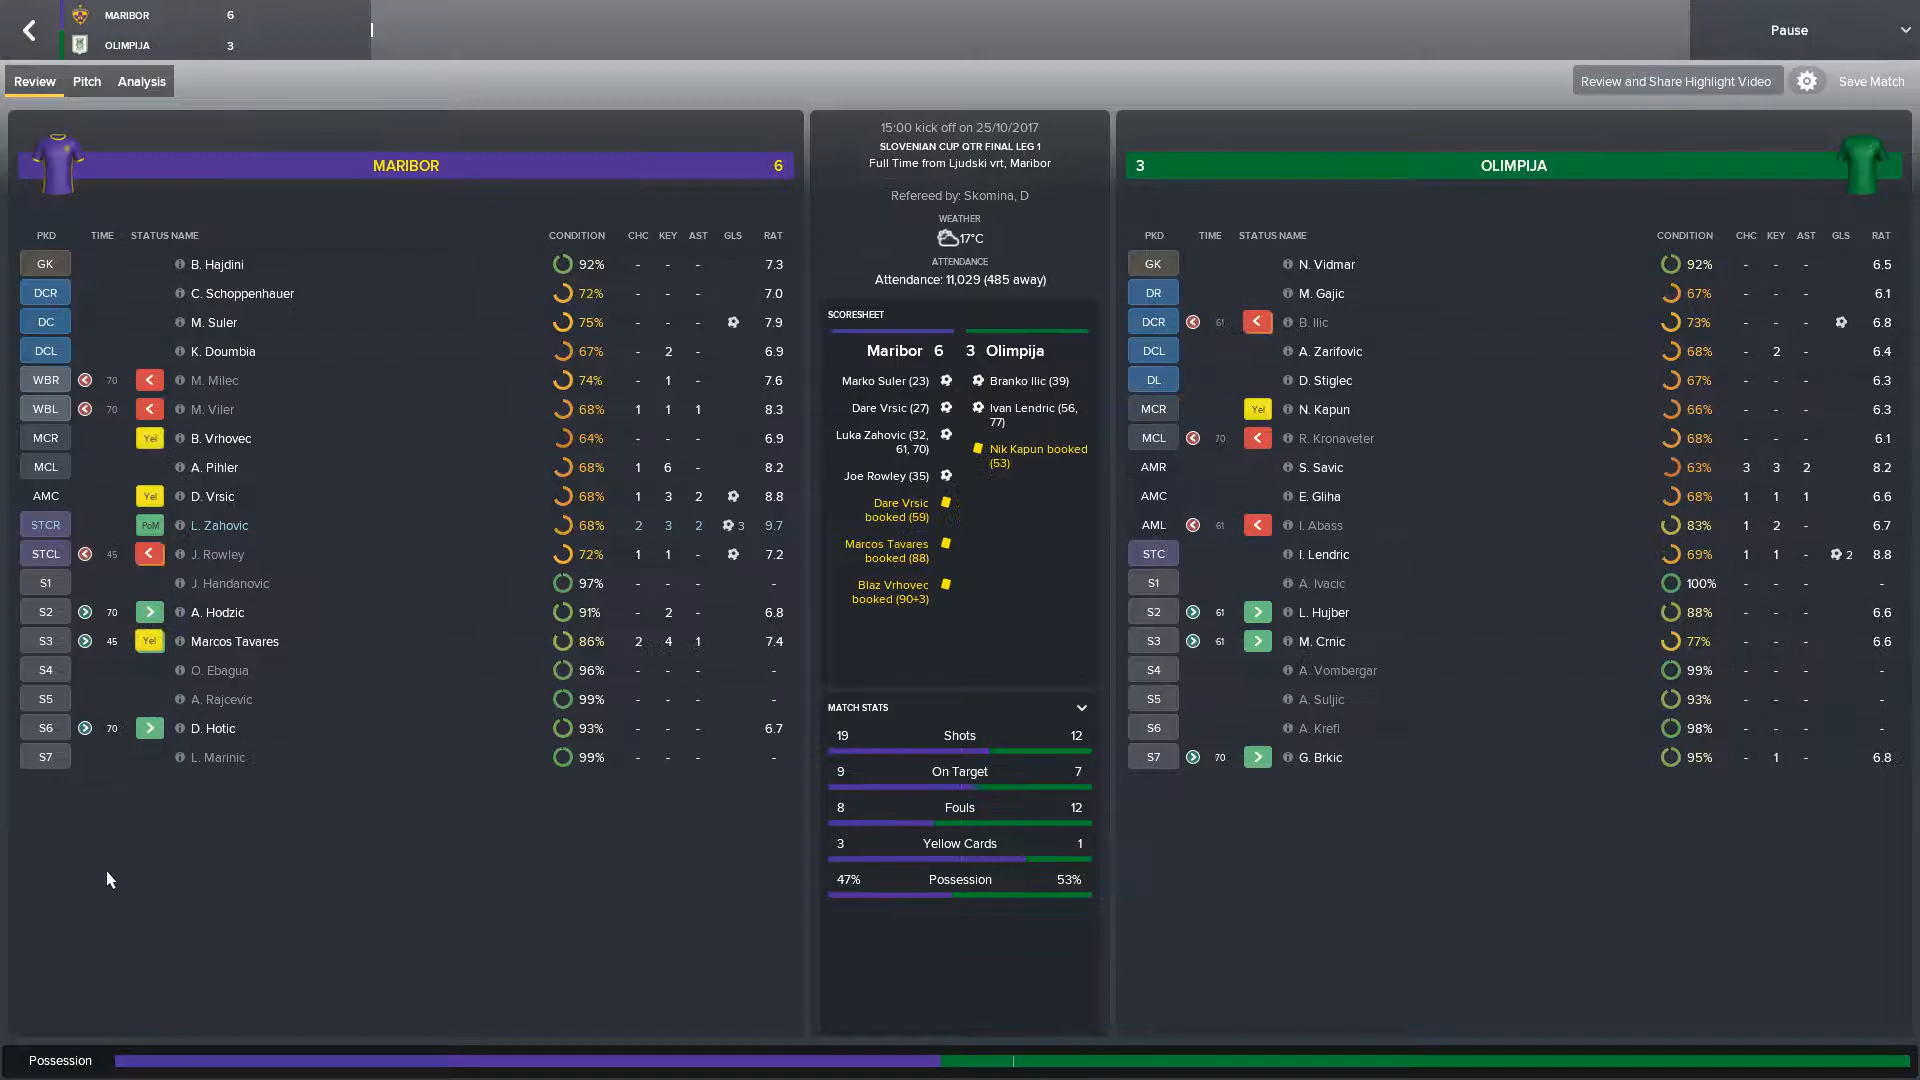 MARIBOR 6
OLIMPIJA 3
Pause
Review Pitch Analysis
Review and Share Highlight Video Save Match
MARIBOR 6
PKD TIME STATUS NAME CONDITION CHC KEY AST GLS RAT
GK B. Hajdini 92% - - - 7.3
DCR C. Schoppenhauer 72% - - - 7.0
DC M. Suler 75% - - - 7.9
DCL K. Doumbia 67% - 2 - 6.9
WBR 70 M. Milec 74% - 1 - 7.6
WBL 70 M. Viler 68% 1 1 1 8.3
MCR Yel B. Vrhovec 64% - - - 6.9
MCL A. Pihler 68% 1 6 - 8.2
AMC Yel D. Vrsic 68% 1 3 2 8.8
STCR PoM L. Zahovic 68% 2 3 2 3 9.7
STCL 45 J. Rowley 72% 1 1 - 7.2
S1 J. Handanovic 97% - - - -
S2 70 A. Hodzic 91% - 2 - 6.8
S3 45 Yel Marcos Tavares 86% 2 4 1 7.4
S4 O. Ebagua 96% - - - -
S5 A. Rajcevic 99% - - - -
S6 70 D. Hotic 93% - - - 6.7
S7 L. Marinic 99% - - - -
15:00 kick off on 25/10/2017
SLOVENIAN CUP QTR FINAL LEG 1
Full Time from Ljudski vrt, Maribor
Refereed by: Skomina, D
WEATHER
17°C
ATTENDANCE
Attendance: 11,029 (485 away)
SCORESHEET
Maribor 6 3 Olimpija
Marko Suler (23)
Dare Vrsic (27)
Luka Zahovic (32,
61, 70)
Joe Rowley (35)
Dare Vrsic
booked (59)
Marcos Tavares
booked (88)
Blaz Vrhovec
booked (90+3)
Branko Ilic (39)
Ivan Lendric (56,
77)
Nik Kapun booked
(53)
MATCH STATS
19 Shots 12
9 On Target 7
8 Fouls 12
3 Yellow Cards 1
47% Possession 53%
3 OLIMPIJA
PKD TIME STATUS NAME CONDITION CHC KEY AST GLS RAT
GK N. Vidmar 92% - - - 6.5
DR M. Gajic 67% - - - 6.1
DCR 61 B. Ilic 73% - - - 6.8
DCL A. Zarifovic 68% - 2 - 6.4
DL D. Stiglec 67% - - - 6.3
MCR Yel N. Kapun 66% - - - 6.3
MCL 70 R. Kronaveter 68% - - - 6.1
AMR S. Savic 63% 3 3 2 8.2
AMC E. Gliha 68% 1 1 1 6.6
AML 61 I. Abass 83% 1 2 - 6.7
STC I. Lendric 69% 1 1 - 2 8.8
S1 A. Ivacic 100% - - - -
S2 61 L. Hujber 88% - - - 6.6
S3 61 M. Crnic 77% - - - 6.6
S4 A. Vombergar 99% - - - -
S5 A. Suljic 93% - - - -
S6 A. Krefl 98% - - - -
S7 70 G. Brkic 95% - 1 - 6.8
Possession